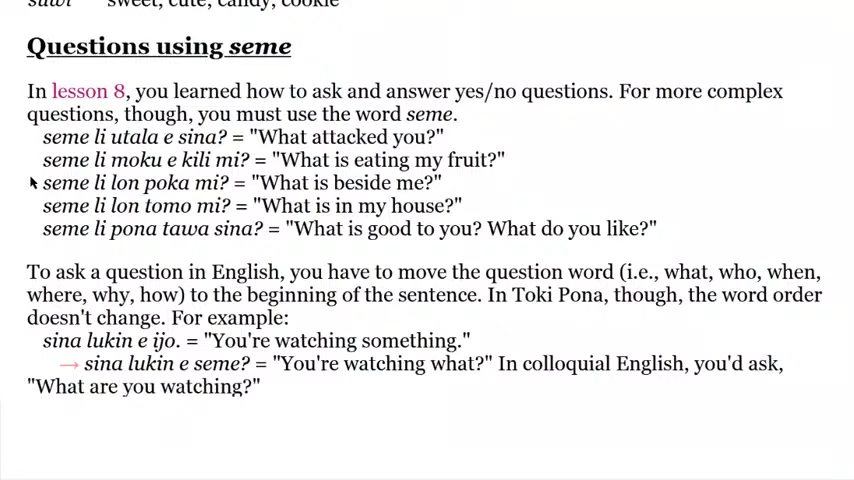 suwi sweet, cute, candy, cookie
Questions using seme
In lesson 8, you learned how to ask and answer yes/no questions. For more complex
questions, though, you must use the word seme.
seme li utala e sina? = "What attacked you?"
seme li moku e kili mi? = "What is eating my fruit?"
seme li lon poka mi? = "What is beside me?"
seme li lon tomo mi? = "What is in my house?"
seme li pona tawa sina? = "What is good to you? What do you like?"
To ask a question in English, you have to move the question word (i.e., what, who, when,
where, why, how) to the beginning of the sentence. In Toki Pona, though, the word order
doesn't change. For example:
sina lukin e ijo. = "You're watching something."
→ sina lukin e seme? = "You're watching what?" In colloquial English, you'd ask,
"What are you watching?"